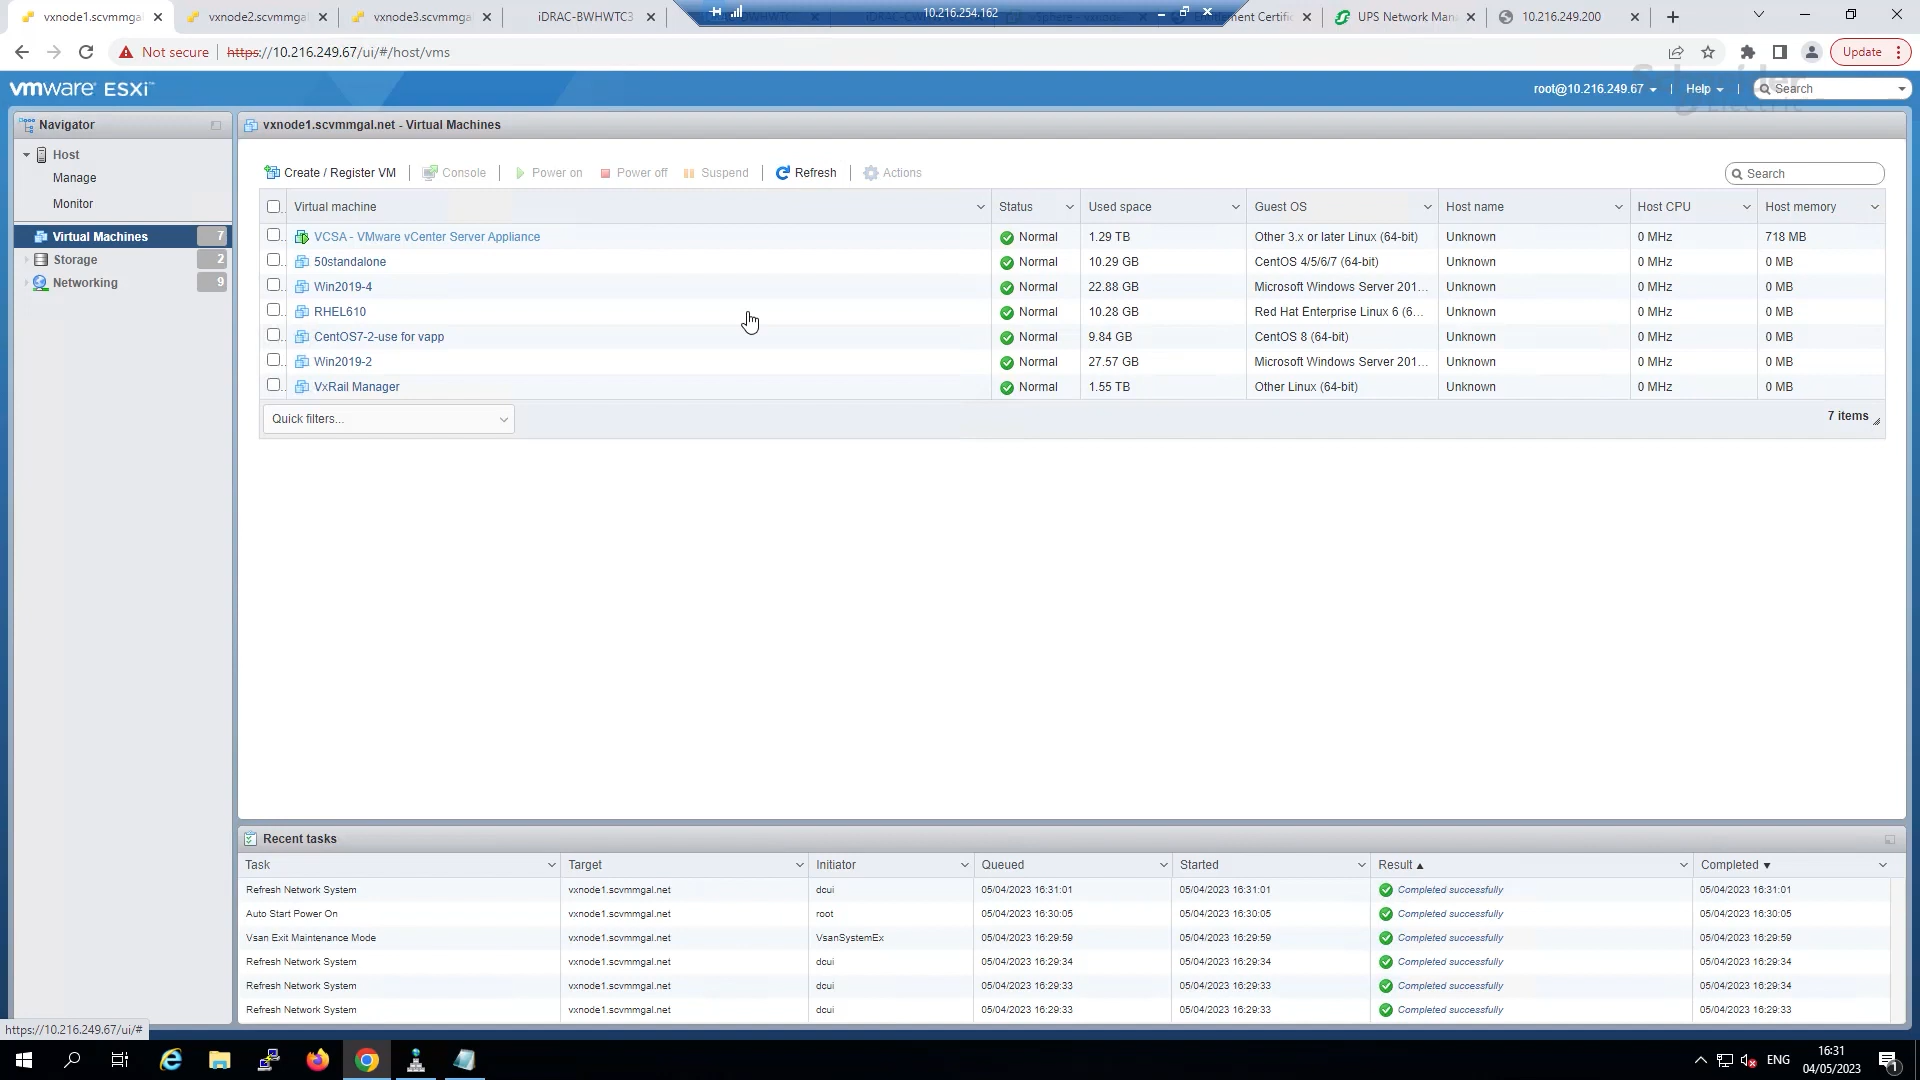 vxnode1.scvmmgal
vxnode2.scvmmgal
vxnode3.scvmmgal
iDRAC-BWHWTC3
10.216.254.162
UPS Network Man
10.216.249.200
Not secure
https://10.216.249.67/ui/#/host/vms
Update
vmware ESXi™
root@10.216.249.67
Help
Search
Navigator
vxnode1.scvmmgal.net - Virtual Machines
Host
Manage
Monitor
Virtual Machines 7
Storage 2
Networking 9
Create / Register VM
Console
Power on
Power off
Suspend
Refresh
Actions
Search
Virtual machine Status Used space Guest OS Host name Host CPU Host memory
VCSA - VMware vCenter Server Appliance Normal 1.29 TB Other 3.x or later Linux (64-bit) Unknown 0 MHz 718 MB
50standalone Normal 10.29 GB CentOS 4/5/6/7 (64-bit) Unknown 0 MHz 0 MB
Win2019-4 Normal 22.88 GB Microsoft Windows Server 201... Unknown 0 MHz 0 MB
RHEL610 Normal 10.28 GB Red Hat Enterprise Linux 6 (6... Unknown 0 MHz 0 MB
CentOS7-2-use for vapp Normal 9.84 GB CentOS 8 (64-bit) Unknown 0 MHz 0 MB
Win2019-2 Normal 27.57 GB Microsoft Windows Server 201... Unknown 0 MHz 0 MB
VxRail Manager Normal 1.55 TB Other Linux (64-bit) Unknown 0 MHz 0 MB
Quick filters...
7 items
Recent tasks
Task Target Initiator Queued Started Result Completed
Refresh Network System vxnode1.scvmmgal.net dcui 05/04/2023 16:31:01 05/04/2023 16:31:01 Completed successfully 05/04/2023 16:31:01
Auto Start Power On vxnode1.scvmmgal.net root 05/04/2023 16:30:05 05/04/2023 16:30:05 Completed successfully 05/04/2023 16:30:05
Vsan Exit Maintenance Mode vxnode1.scvmmgal.net VsanSystemEx 05/04/2023 16:29:59 05/04/2023 16:29:59 Completed successfully 05/04/2023 16:29:59
Refresh Network System vxnode1.scvmmgal.net dcui 05/04/2023 16:29:34 05/04/2023 16:29:34 Completed successfully 05/04/2023 16:29:34
Refresh Network System vxnode1.scvmmgal.net dcui 05/04/2023 16:29:33 05/04/2023 16:29:33 Completed successfully 05/04/2023 16:29:34
Refresh Network System vxnode1.scvmmgal.net dcui 05/04/2023 16:29:33 05/04/2023 16:29:33 Completed successfully 05/04/2023 16:29:33
https://10.216.249.67/ui/#
ENG
16:31
04/05/2023
1